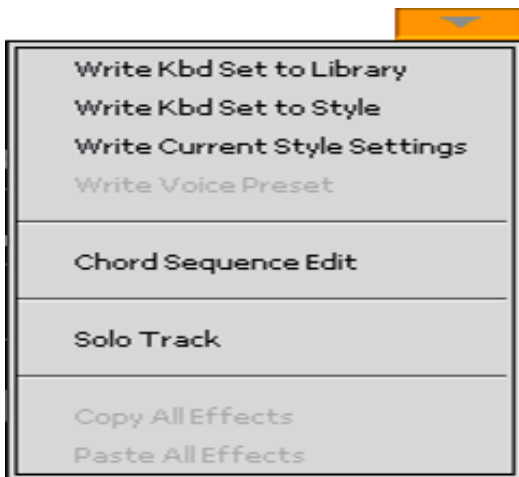 Write Kbd Set to Library
Write Kbd Set to Style
Write Current Style Settings
Write Voice Preset
Chord Sequence Edit
Solo Track
Copy All Effects
Paste All Effects